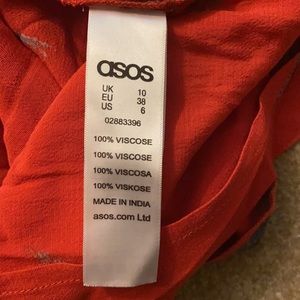 asos
UK 10
EU 38
US 6
02883396
100% VISCOSE
100% VISCOSE
100% VISCOSA
100% VISKOSE
MADE IN INDIA
asos.com Ltd